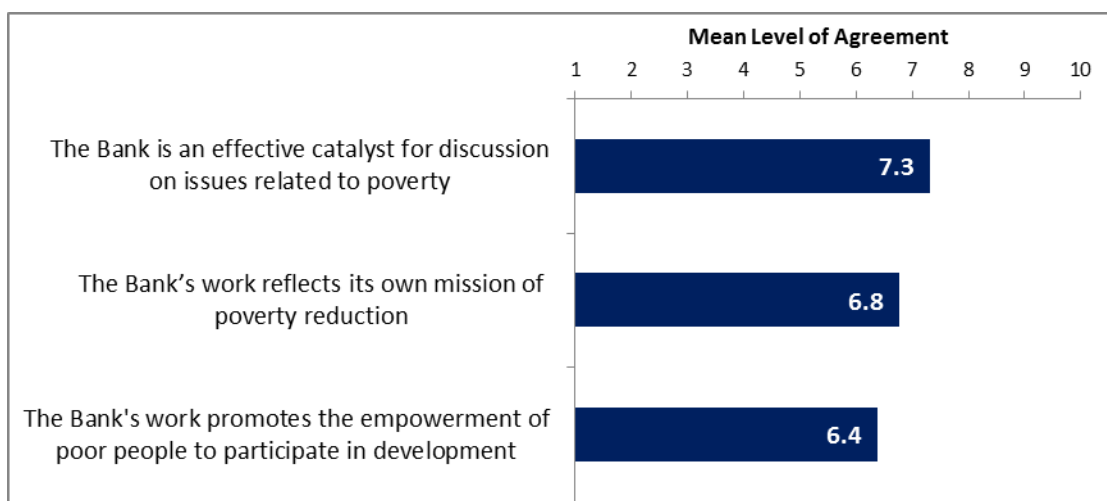 Mean Level of Agreement
1 2 3 4 5 6 7 8 9 10
The Bank is an effective catalyst for discussion
on issues related to poverty
7.3
The Bank’s work reflects its own mission of
poverty reduction
6.8
The Bank's work promotes the empowerment of
poor people to participate in development
6.4